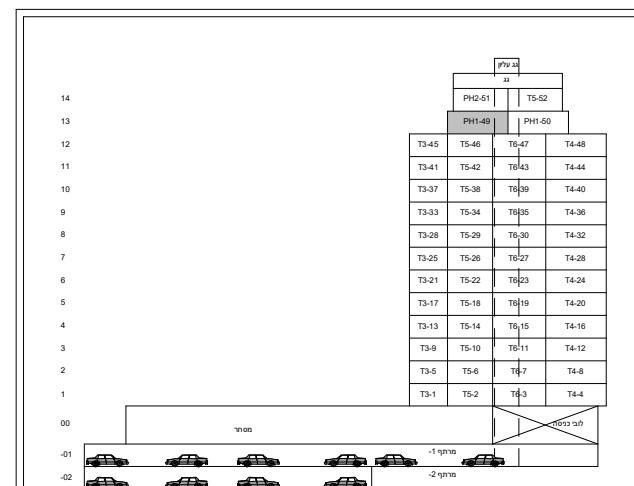 גג עליון
גג
14 PH2-51 T5-52
13 PH1-49 PH1-50
12 T3-45 T5-46 T6-47 T4-48
11 T3-41 T5-42 T6-43 T4-44
10 T3-37 T5-38 T6-39 T4-40
9 T3-33 T5-34 T6-35 T4-36
8 T3-28 T5-29 T6-30 T4-32
7 T3-25 T5-26 T6-27 T4-28
6 T3-21 T5-22 T6-23 T4-24
5 T3-17 T5-18 T6-19 T4-20
4 T3-13 T5-14 T6-15 T4-16
3 T3-9 T5-10 T6-11 T4-12
2 T3-5 T5-6 T6-7 T4-8
1 T3-1 T5-2 T6-3 T4-4
00 מסחר לובי כניסה
-01 מרתף 1-
-02 מרתף 2-